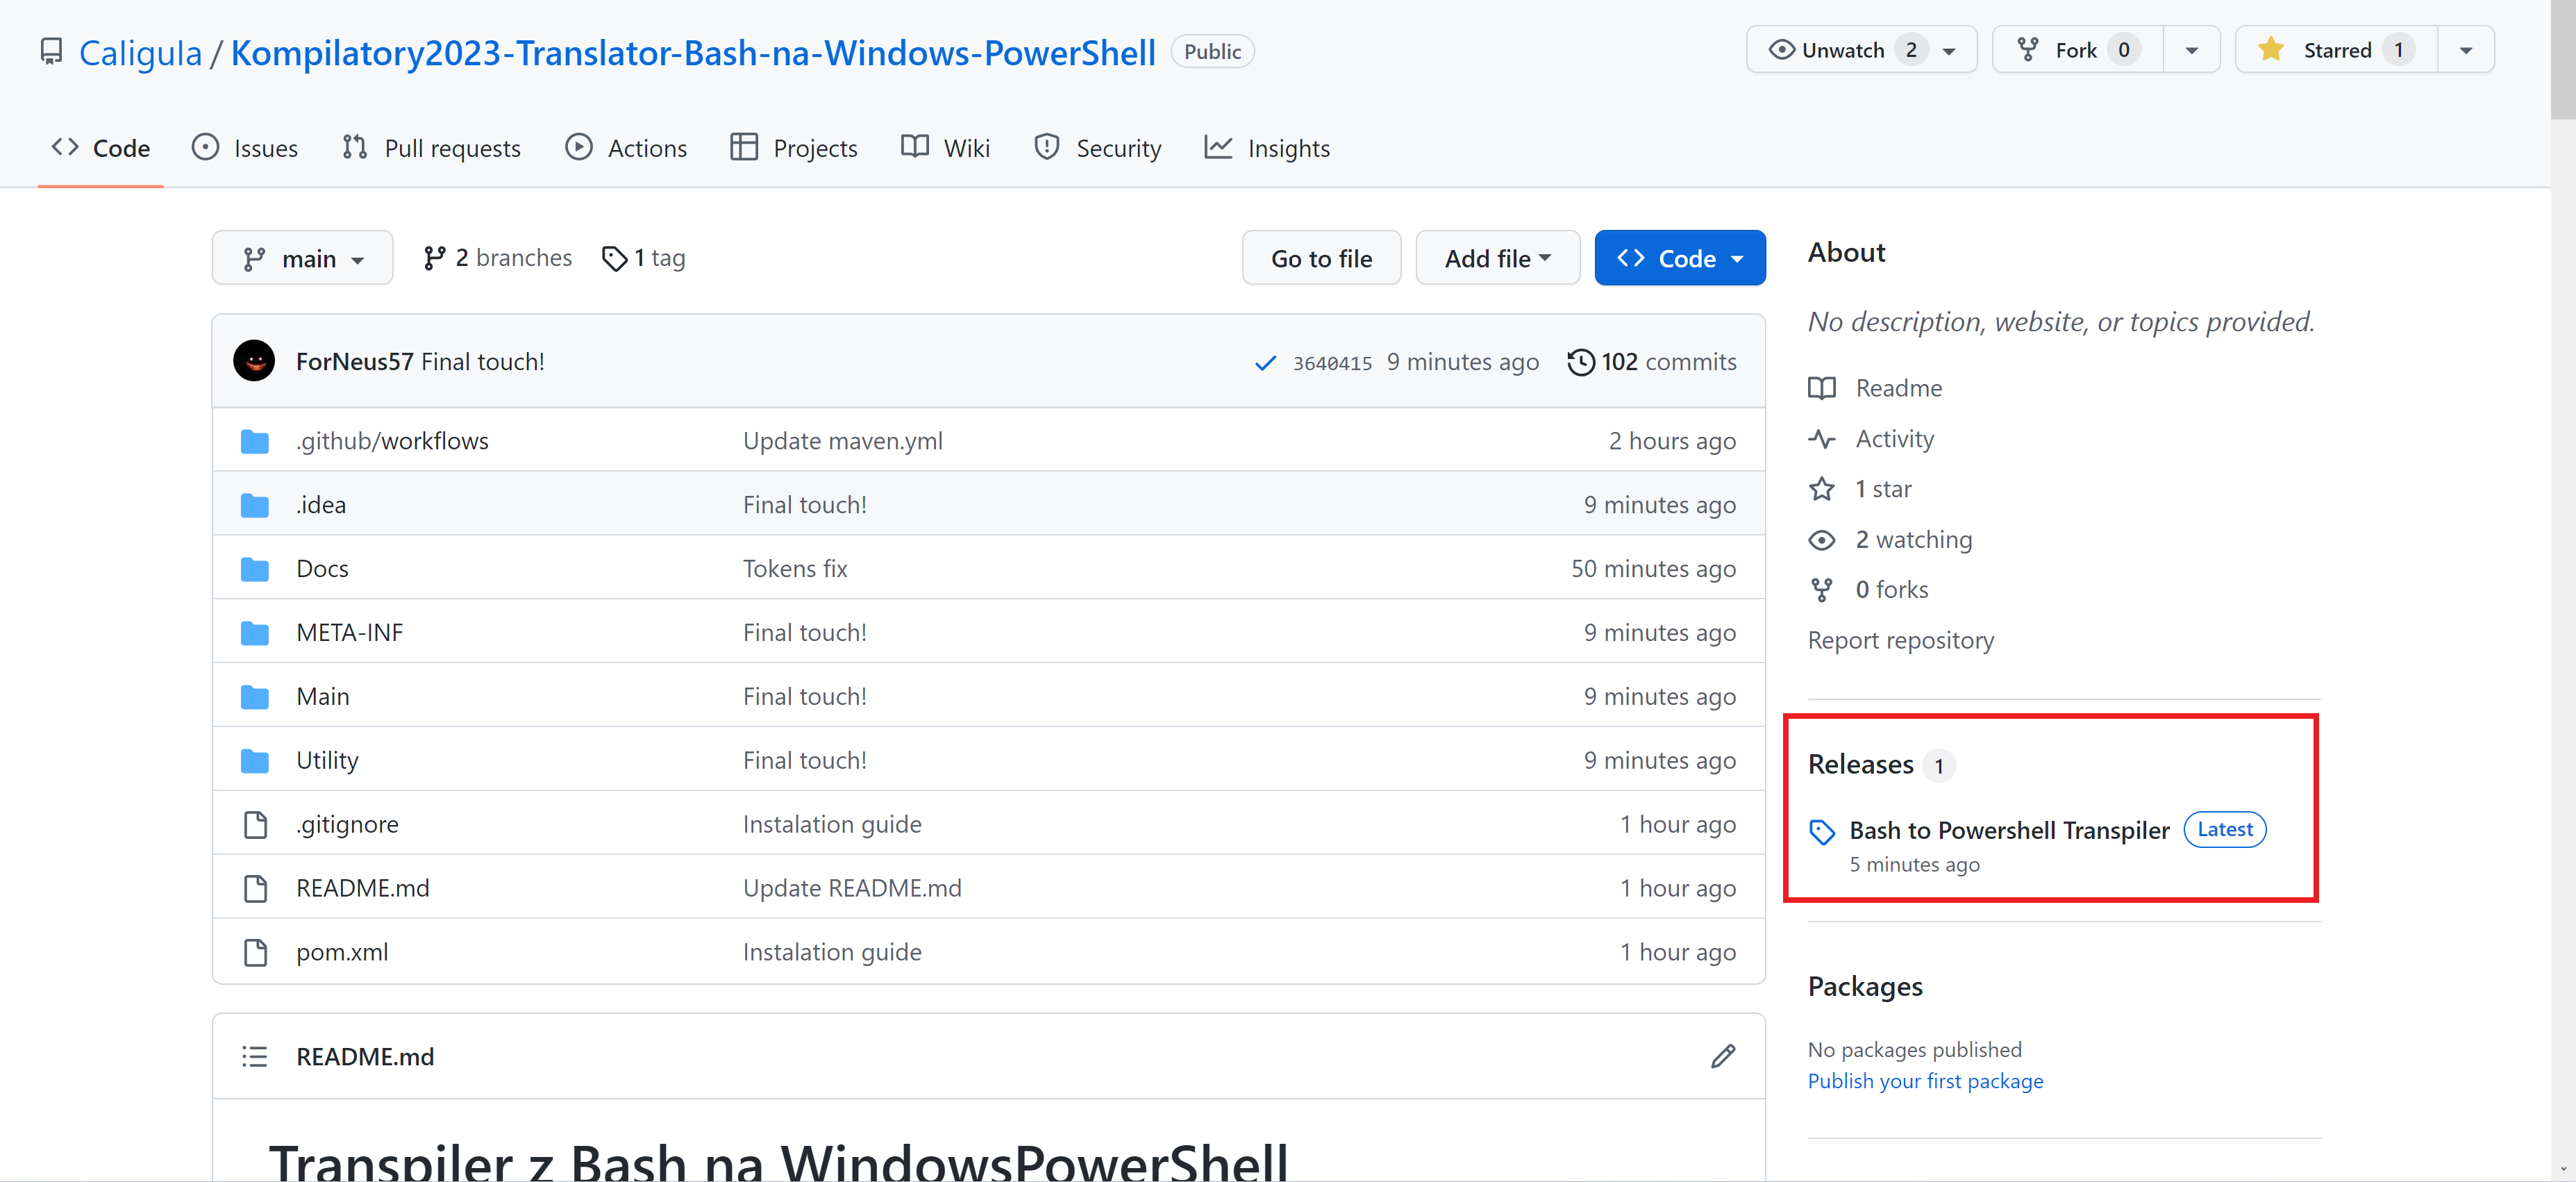 Caligula / Kompilatory2023-Translator-Bash-na-Windows-PowerShell Public
Unwatch 2 Fork 0 Starred 1
Code Issues Pull requests Actions Projects Wiki Security Insights
main 2 branches 1 tag Go to file Add file Code
ForNeus57 Final touch! 3640415 9 minutes ago 102 commits
.github/workflows Update maven.yml 2 hours ago
.idea Final touch! 9 minutes ago
Docs Tokens fix 50 minutes ago
META-INF Final touch! 9 minutes ago
Main Final touch! 9 minutes ago
Utility Final touch! 9 minutes ago
.gitignore Instalation guide 1 hour ago
README.md Update README.md 1 hour ago
pom.xml Instalation guide 1 hour ago
README.md
Transpiler z Bash na WindowsPowerShell
About
No description, website, or topics provided.
Readme
Activity
1 star
2 watching
0 forks
Report repository
Releases 1
Bash to Powershell Transpiler Latest
5 minutes ago
Packages
No packages published
Publish your first package